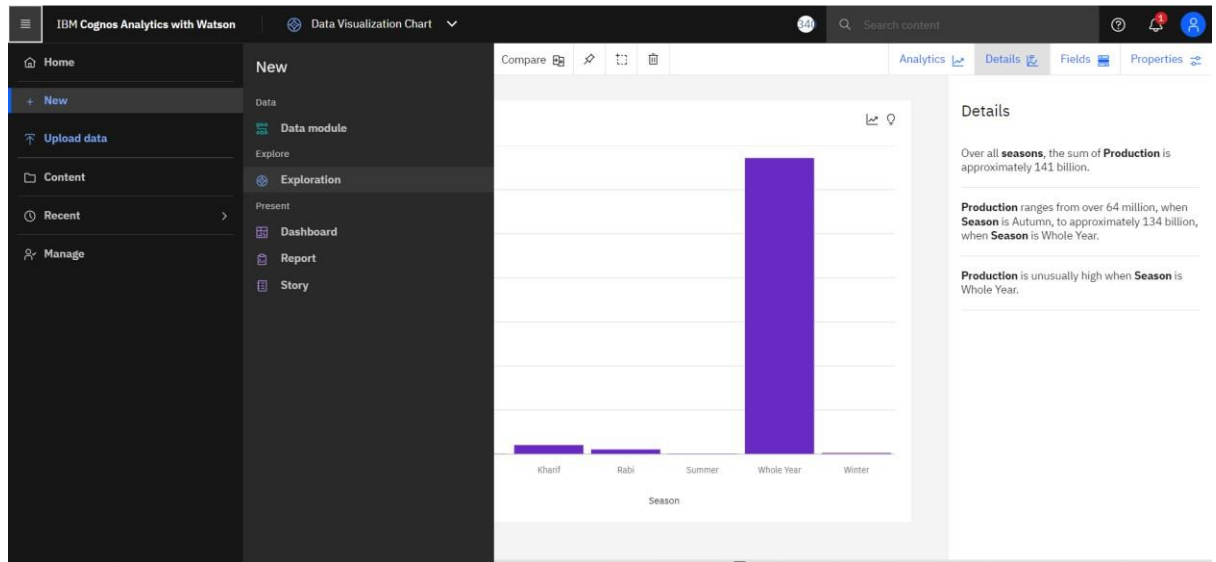 IBM Cognos Analytics with Watson
Data Visualization Chart
340
Search content
1
Home
New
Upload data
Content
Recent
Manage
New
Data
Data module
Explore
Exploration
Present
Dashboard
Report
Story
Compare
Analytics
Details
Fields
Properties
Kharif
Rabi
Summer
Whole Year
Winter
Season
Details
Over all seasons, the sum of Production is
approximately 141 billion.
Production ranges from over 64 million, when
Season is Autumn, to approximately 134 billion,
when Season is Whole Year.
Production is unusually high when Season is
Whole Year.